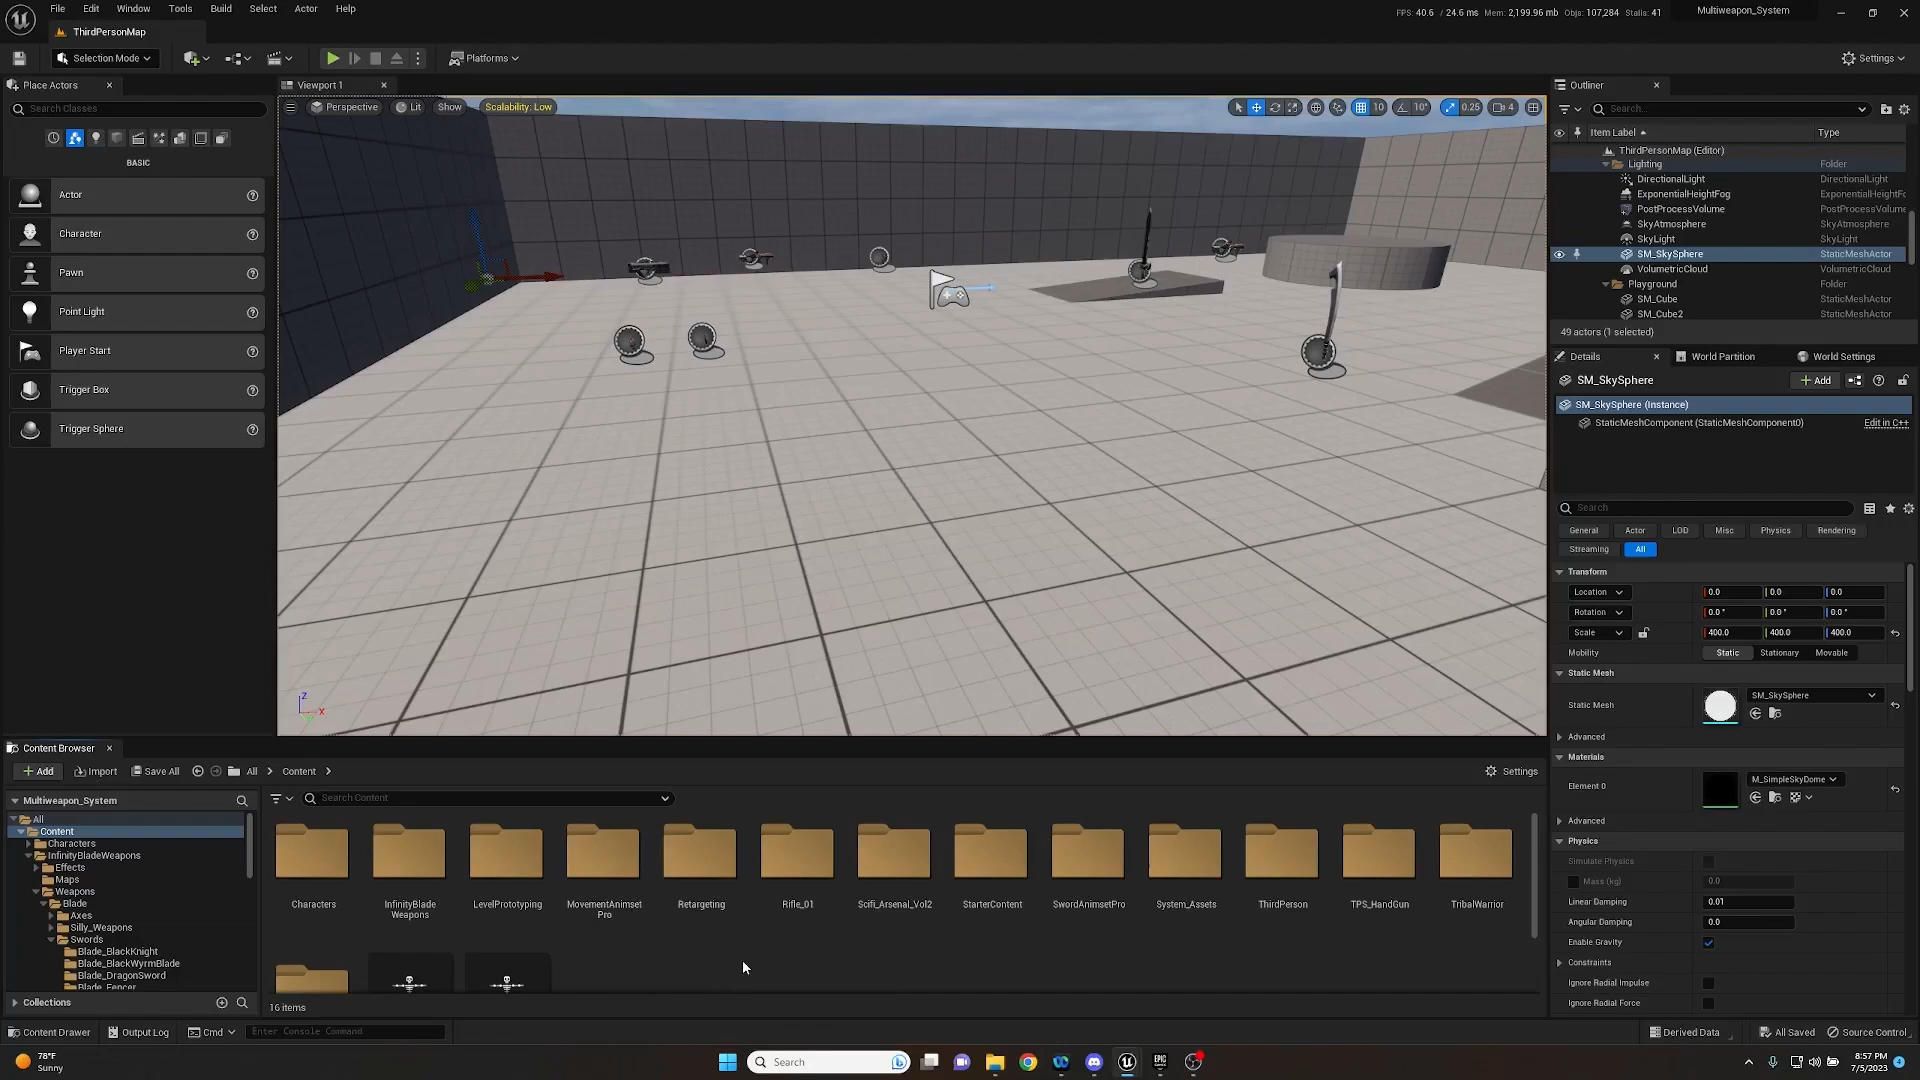 File Edit Window Tools Build Select Actor Help
FPS: 40.6 / 24.6 ms Mem: 2,199.96 mb Objs: 107,284 Stalls: 41
Multiweapon_System
ThirdPersonMap
Selection Mode
Platforms
Settings
Place Actors
Search Classes
BASIC
Actor
Character
Pawn
Point Light
Player Start
Trigger Box
Trigger Sphere
Viewport 1
Perspective Lit Show Scalability: Low
10 10° 0.25 4
Z
X
Outliner
Search...
Item Label Type
ThirdPersonMap (Editor)
Lighting Folder
DirectionalLight DirectionalLight
ExponentialHeightFog ExponentialHeightFo
PostProcessVolume PostProcessVolume
SkyAtmosphere SkyAtmosphere
SkyLight SkyLight
SM_SkySphere StaticMeshActor
VolumetricCloud VolumetricCloud
Playground Folder
SM_Cube StaticMeshActor
SM_Cube2 StaticMeshActor
49 actors (1 selected)
Details World Partition World Settings
SM_SkySphere
Add
SM_SkySphere (Instance)
StaticMeshComponent (StaticMeshComponent0) Edit in C++
Search
General Actor LOD Misc Physics Rendering
Streaming All
Transform
Location 0.0 0.0 0.0
Rotation 0.0 ° 0.0 ° 0.0 °
Scale 400.0 400.0 400.0
Mobility Static Stationary Movable
Static Mesh
Static Mesh SM_SkySphere
Advanced
Materials
Element 0 M_SimpleSkyDome
Advanced
Physics
Simulate Physics
Mass (kg) 0.0
Linear Damping 0.01
Angular Damping 0.0
Enable Gravity
Constraints
Ignore Radial Impulse
Ignore Radial Force
Content Browser
Add Import Save All All Content Settings
Multiweapon_System
All
Content
Characters
InfinityBladeWeapons
Effects
Maps
Weapons
Blade
Axes
Silly_Weapons
Swords
Blade_BlackKnight
Blade_BlackWyrmBlade
Blade_DragonSword
Blade_Fencer
Collections
Search Content
Characters
InfinityBlade
Weapons
LevelPrototyping
MovementAnimset
Pro
Retargeting
Rifle_01
Scifi_Arsenal_Vol2
StarterContent
SwordAnimsetPro
System_Assets
ThirdPerson
TPS_HandGun
TribalWarrior
16 items
Content Drawer Output Log Cmd Enter Console Command
Derived Data All Saved Source Control
78°F
Sunny
Search
EPIC
8:57 PM
7/5/2023
4